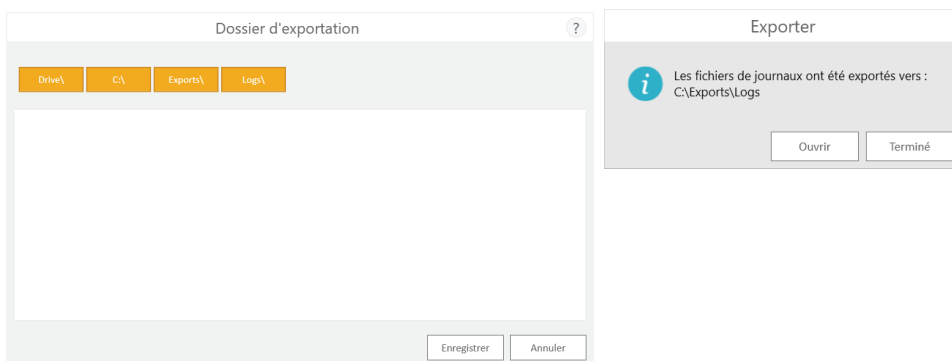 Dossier d'exportation
?
Drive\ C:\ Exports\ Logs\
Enregistrer Annuler
Exporter
i
Les fichiers de journaux ont été exportés vers :
C:\Exports\Logs
Ouvrir Terminé